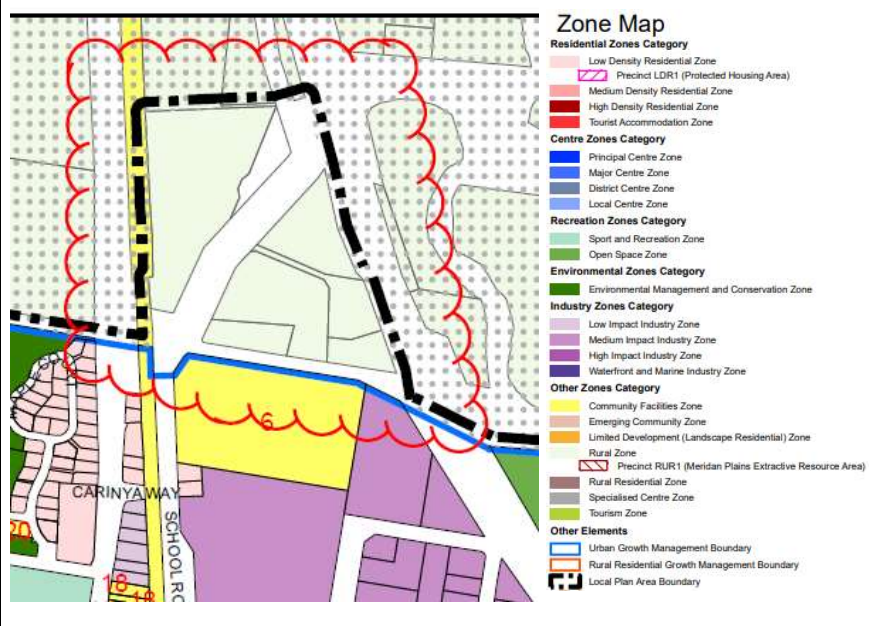 Zone Map
Residential Zones Category
Low Density Residential Zone
Precinct LDR1 (Protected Housing Area)
Medium Density Residential Zone
High Density Residential Zone
Tourist Accommodation Zone
Centre Zones Category
Principal Centre Zone
Major Centre Zone
District Centre Zone
Local Centre Zone
Recreation Zones Category
Sport and Recreation Zone
Open Space Zone
Environmental Zones Category
Environmental Management and Conservation Zone
Industry Zones Category
Low Impact Industry Zone
Medium Impact Industry Zone
High Impact Industry Zone
Waterfront and Marine Industry Zone
Other Zones Category
Community Facilities Zone
Emerging Community Zone
Limited Development (Landscape Residential) Zone
Rural Zone
Precinct RUR1 (Meridan Plains Extractive Resource Area)
Rural Residential Zone
Specialised Centre Zone
Tourism Zone
Other Elements
Urban Growth Management Boundary
Rural Residential Growth Management Boundary
Local Plan Area Boundary
6
CARINYA WAY
SCHOOL RO
20
18